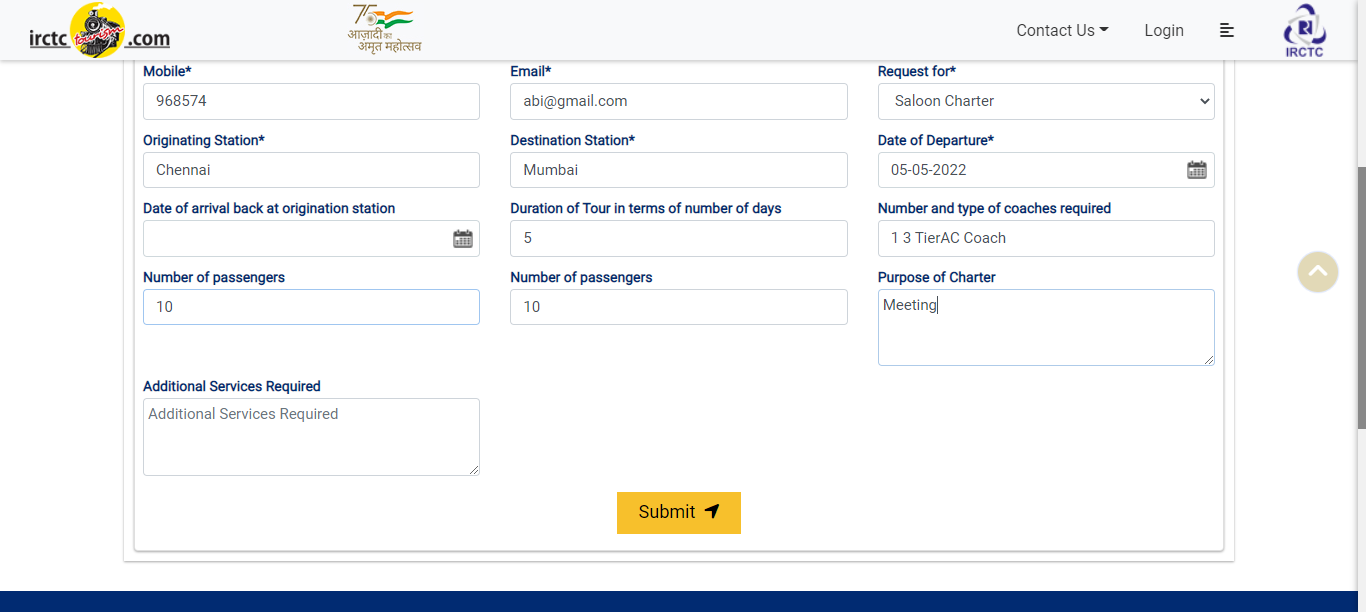 irctc tourism .com
75
आज़ादी का
अमृत महोत्सव
Contact Us
Login
IRCTC
Mobile* Email* Request for*
968574 abi@gmail.com Saloon Charter
Originating Station* Destination Station* Date of Departure*
Chennai Mumbai 05-05-2022
Date of arrival back at origination station Duration of Tour in terms of number of days Number and type of coaches required
5 1 3 TierAC Coach
Number of passengers Number of passengers Purpose of Charter
10 10 Meeting
Additional Services Required
Additional Services Required
Submit